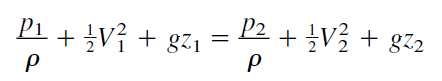 p₁/ρ + ½V₁² + gz₁ = p₂/ρ + ½V₂² + gz₂